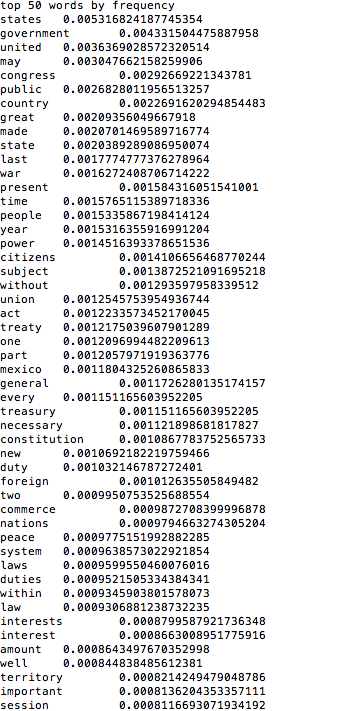 top 50 words by frequency
states 0.005316824187745354
government 0.004331504475887958
united 0.0036369028572320514
may 0.003047662158259906
congress 0.00292669221343781
public 0.0026828011956513257
country 0.0022691620294854483
great 0.00209356049667918
made 0.0020701469589716774
state 0.0020389289086950074
last 0.0017774777376278964
war 0.0016272408706714222
present 0.001584316051541001
time 0.0015765115389718336
people 0.0015335867198414124
year 0.0015316355916991204
power 0.0014516393378651536
citizens 0.0014106656468770244
subject 0.0013872521091695218
without 0.001293597958339512
union 0.0012545753954936744
act 0.0012233573452170045
treaty 0.0012175039607901289
one 0.0012096994482209613
part 0.0012057971919363776
mexico 0.0011804325260865833
general 0.0011726280135174157
every 0.001151165603952205
treasury 0.001151165603952205
necessary 0.001121898681817827
constitution 0.0010867783752565733
new 0.0010692182219759466
duty 0.001032146787272401
foreign 0.001012635505849482
two 0.0009950753525688554
commerce 0.0009872708399996878
nations 0.0009794663274305204
peace 0.0009775151992882285
system 0.0009638573022921854
laws 0.0009599550460076016
duties 0.0009521505334384341
within 0.0009345903801578073
law 0.0009306881238732235
interests 0.0008799587921736348
interest 0.0008663008951775916
amount 0.0008643497670352998
well 0.000844838485612381
territory 0.0008214249479048786
important 0.0008136204353357111
session 0.0008116693071934192